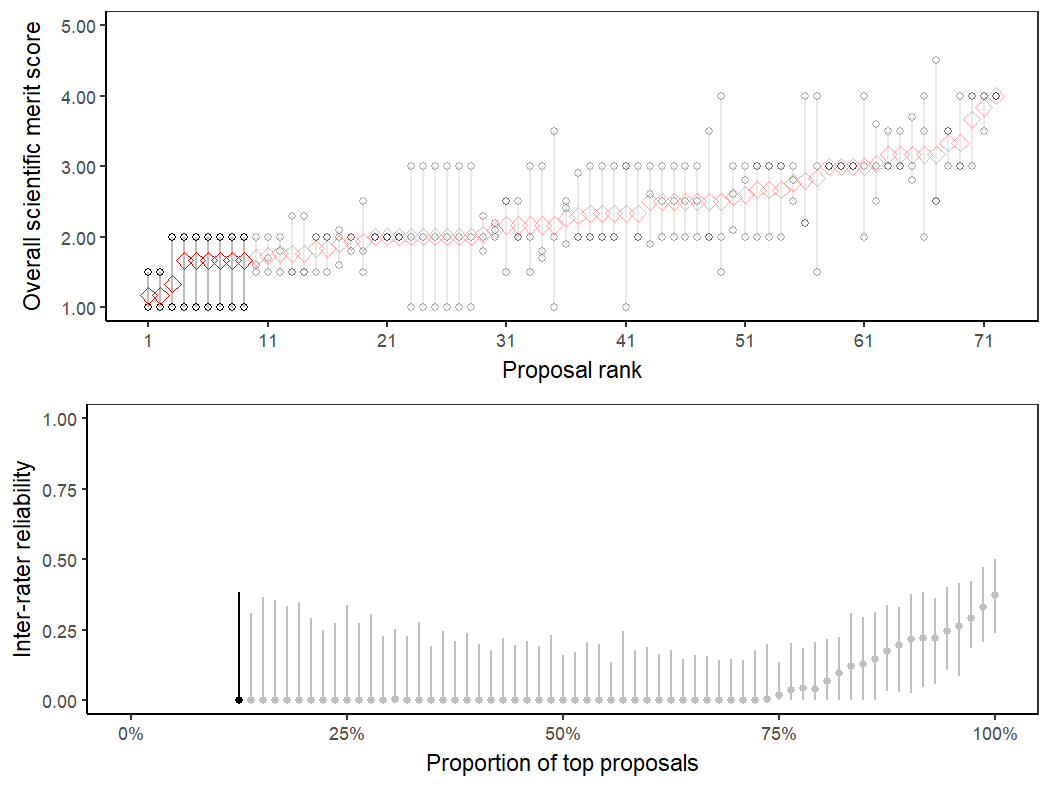 Overall scientific merit score
5.00
4.00
3.00
2.00
1.00
1 11 21 31 41 51 61 71
Proposal rank
Inter-rater reliability
1.00
0.75
0.50
0.25
0.00
0% 25% 50% 75% 100%
Proportion of top proposals